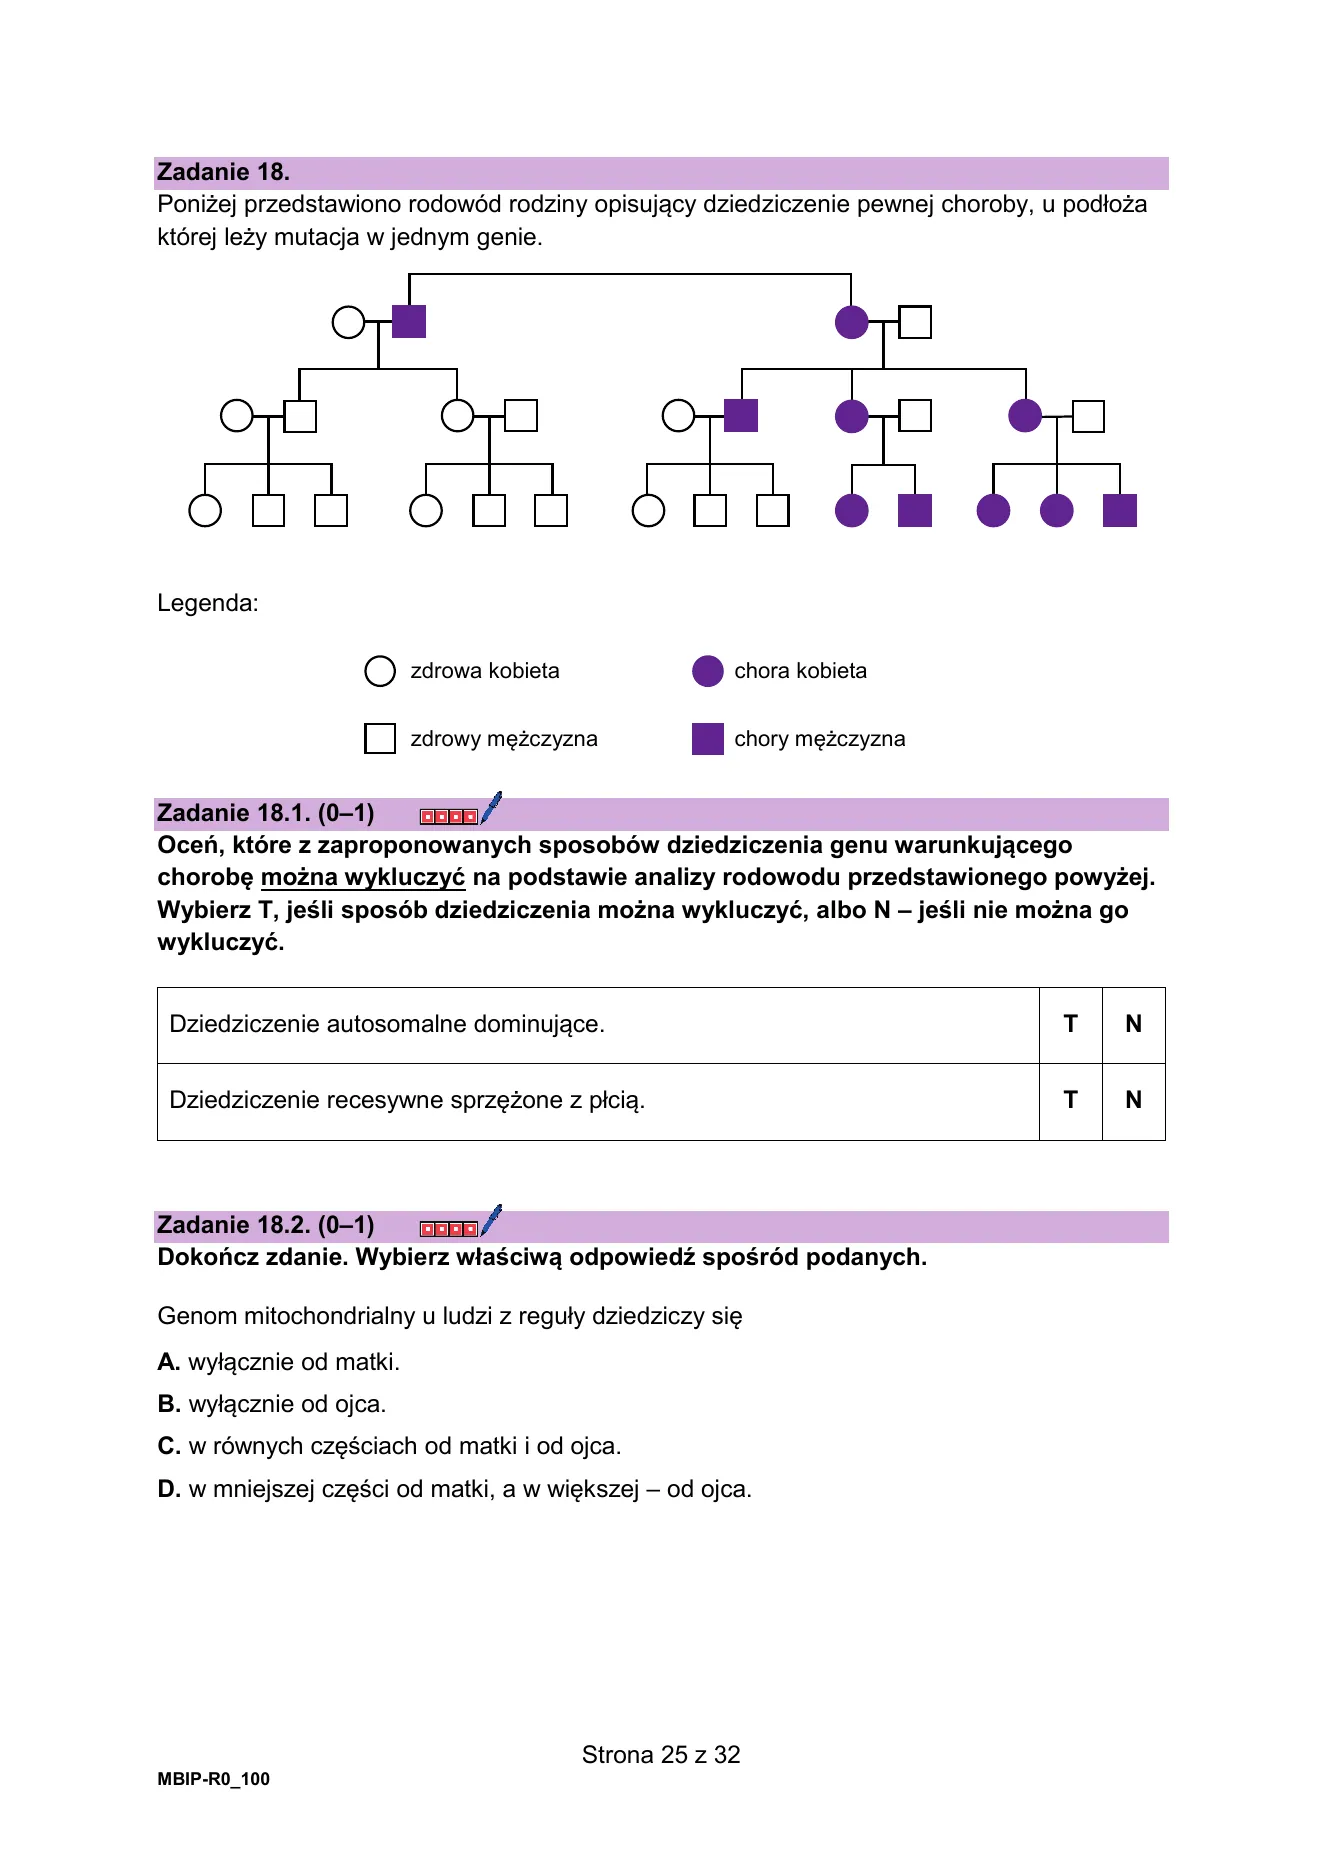 Zadanie 18.
Poniżej przedstawiono rodowód rodziny opisujący dziedziczenie pewnej choroby, u podłoża
której leży mutacja w jednym genie.
Legenda:
zdrowa kobieta
chora kobieta
zdrowy mężczyzna
chory mężczyzna
Zadanie 18.1. (0–1)
Oceń, które z zaproponowanych sposobów dziedziczenia genu warunkującego
chorobę można wykluczyć na podstawie analizy rodowodu przedstawionego powyżej.
Wybierz T, jeśli sposób dziedziczenia można wykluczyć, albo N – jeśli nie można go
wykluczyć.
Dziedziczenie autosomalne dominujące. T N
Dziedziczenie recesywne sprzężone z płcią. T N
Zadanie 18.2. (0–1)
Dokończ zdanie. Wybierz właściwą odpowiedź spośród podanych.
Genom mitochondrialny u ludzi z reguły dziedziczy się
A. wyłącznie od matki.
B. wyłącznie od ojca.
C. w równych częściach od matki i od ojca.
D. w mniejszej części od matki, a w większej – od ojca.
Strona 25 z 32
MBIP-R0_100